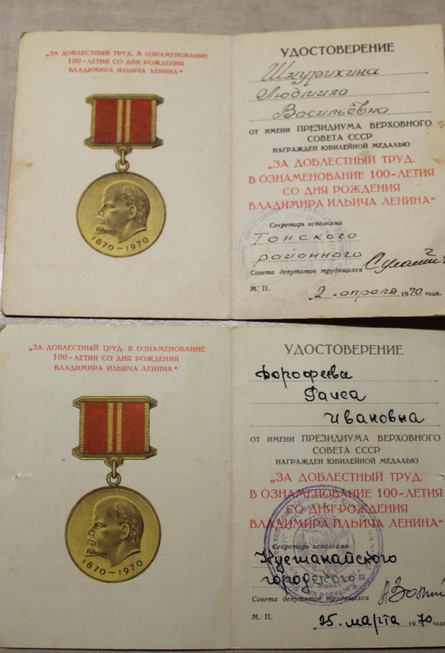 „ЗА ДОБЛЕСТНЫЙ ТРУД. В ОЗНАМЕНОВАНИЕ
100-ЛЕТИЯ СО ДНЯ РОЖДЕНИЯ
ВЛАДИМИРА ИЛЬИЧА ЛЕНИНА“
1870–1970
УДОСТОВЕРЕНИЕ
Шкурихина
Людмила
Васильевна
ОТ ИМЕНИ ПРЕЗИДИУМА ВЕРХОВНОГО
СОВЕТА СССР
НАГРАЖДЕН ЮБИЛЕЙНОЙ МЕДАЛЬЮ
„ЗА ДОБЛЕСТНЫЙ ТРУД.
В ОЗНАМЕНОВАНИЕ 100-ЛЕТИЯ
СО ДНЯ РОЖДЕНИЯ
ВЛАДИМИРА ИЛЬИЧА ЛЕНИНА“
Секретарь исполкома
районного
Совета депутатов трудящихся
М. П. 2 апреля 1970 года.
„ЗА ДОБЛЕСТНЫЙ ТРУД. В ОЗНАМЕНОВАНИЕ
100-ЛЕТИЯ СО ДНЯ РОЖДЕНИЯ
ВЛАДИМИРА ИЛЬИЧА ЛЕНИНА“
1870–1970
УДОСТОВЕРЕНИЕ
Дорофеева
Раиса
Ивановна
ОТ ИМЕНИ ПРЕЗИДИУМА ВЕРХОВНОГО
СОВЕТА СССР
НАГРАЖДЕН ЮБИЛЕЙНОЙ МЕДАЛЬЮ
„ЗА ДОБЛЕСТНЫЙ ТРУД.
В ОЗНАМЕНОВАНИЕ 100-ЛЕТИЯ
СО ДНЯ РОЖДЕНИЯ
ВЛАДИМИРА ИЛЬИЧА ЛЕНИНА“
Секретарь исполкома
Кустанайского
городского
Совета депутатов трудящихся
М. П. 25 марта 1970 года.